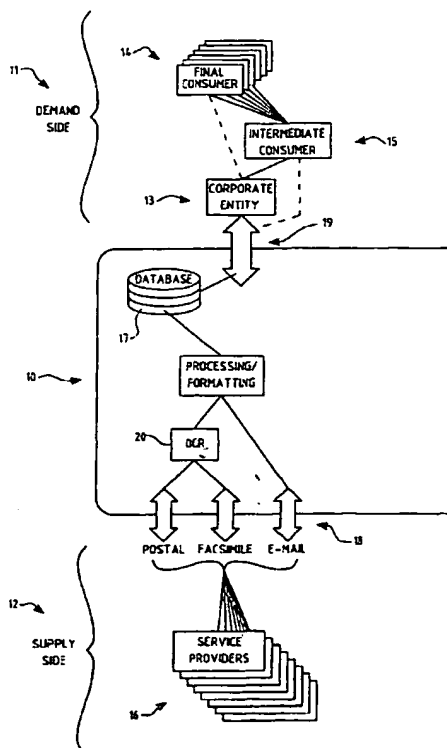 11
DEMAND
SIDE
14
FINAL
CONSUMER
INTERMEDIATE
CONSUMER
15
13
CORPORATE
ENTITY
19
DATABASE
17
10
PROCESSING/
FORMATTING
20
OCR
18
POSTAL FACSIMILE E-MAIL
12
SUPPLY
SIDE
SERVICE
PROVIDERS
16